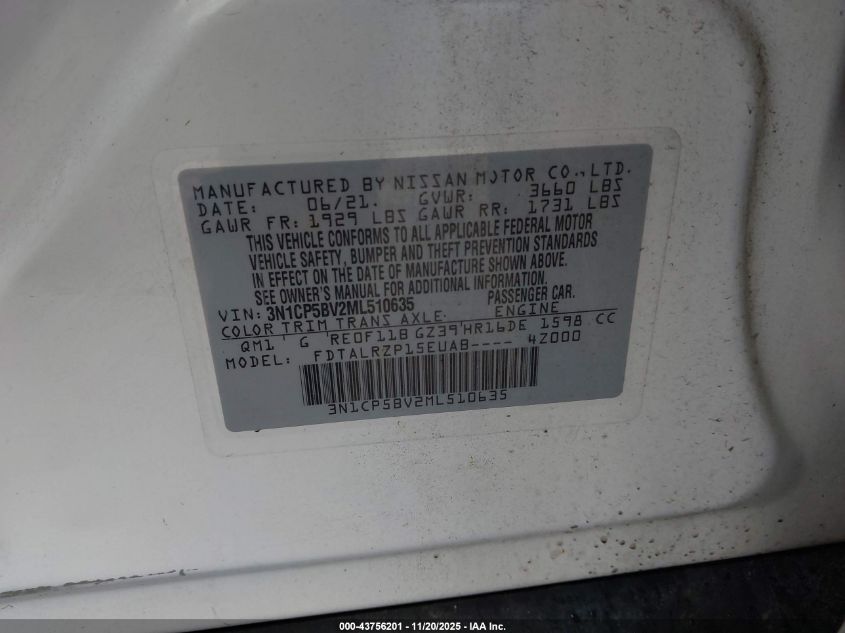 MANUFACTURED BY NISSAN MOTOR CO., LTD.
DATE: 06/21. GVWR: 3660 LBS
GAWR FR: 1929 LBS GAWR RR: 1731 LBS
THIS VEHICLE CONFORMS TO ALL APPLICABLE FEDERAL MOTOR
VEHICLE SAFETY, BUMPER AND THEFT PREVENTION STANDARDS
IN EFFECT ON THE DATE OF MANUFACTURE SHOWN ABOVE.
SEE OWNER'S MANUAL FOR ADDITIONAL INFORMATION.
VIN: 3N1CP5BV2ML510635 PASSENGER CAR.
COLOR TRIM TRANS AXLE ENGINE
QM1 G RE0F11B GZ39 HR16DE 1598 CC
MODEL: FDTALRZP15EUAB---- 4Z000
3N1CP5BV2ML510635
000-43756201 - 11/20/2025 - IAA Inc.